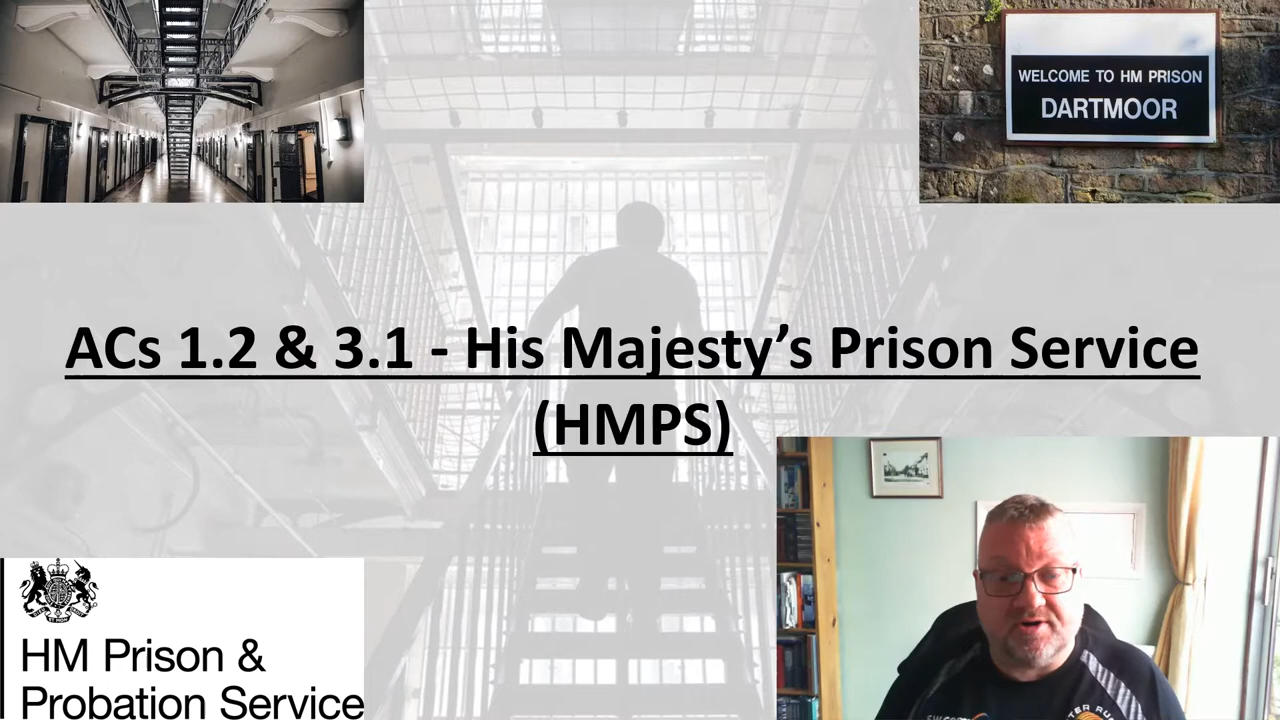 WELCOME TO HM PRISON
DARTMOOR
ACs 1.2 & 3.1 - His Majesty’s Prison Service
(HMPS)
HM Prison &
Probation Service